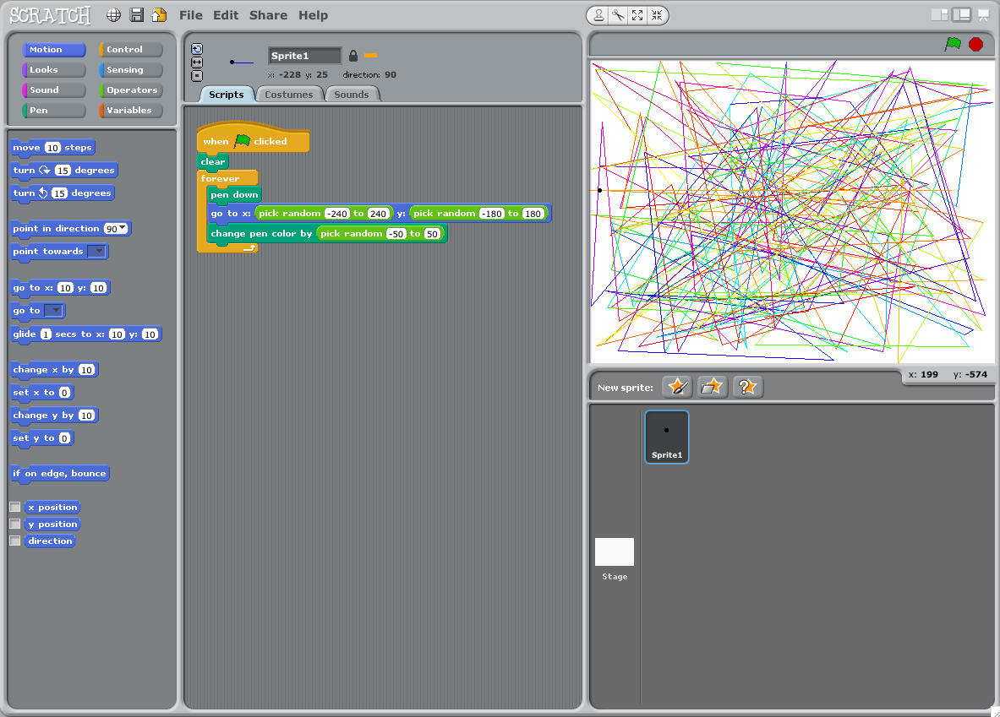 SCRATCH File Edit Share Help
Motion Control
Looks Sensing
Sound Operators
Pen Variables
move 10 steps
turn 15 degrees
turn 15 degrees
point in direction 90
point towards
go to x: 10 y: 10
go to
glide 1 secs to x: 10 y: 10
change x by 10
set x to 0
change y by 10
set y to 0
if on edge, bounce
x position
y position
direction
Sprite1
x: -228 y: 25 direction: 90
Scripts Costumes Sounds
when clicked
clear
forever
pen down
go to x: pick random -240 to 240 y: pick random -180 to 180
change pen color by pick random -50 to 50
x: 199 y: -574
New sprite:
Sprite1
Stage